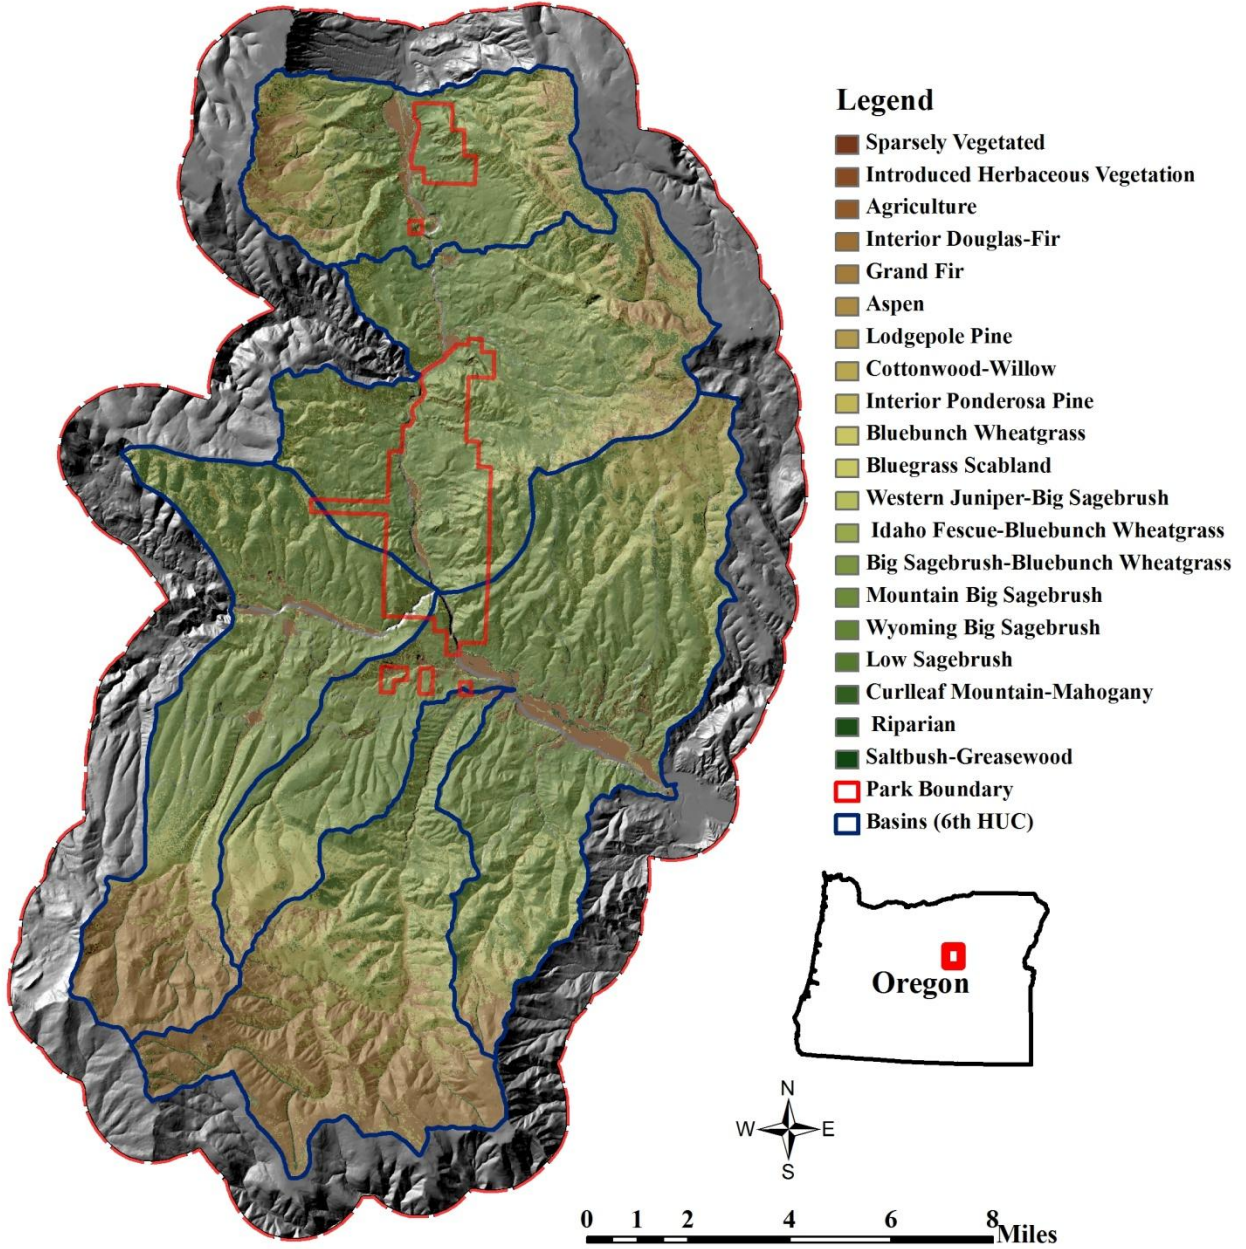 Legend
Sparsely Vegetated
Introduced Herbaceous Vegetation
Agriculture
Interior Douglas-Fir
Grand Fir
Aspen
Lodgepole Pine
Cottonwood-Willow
Interior Ponderosa Pine
Bluebunch Wheatgrass
Bluegrass Scabland
Western Juniper-Big Sagebrush
Idaho Fescue-Bluebunch Wheatgrass
Big Sagebrush-Bluebunch Wheatgrass
Mountain Big Sagebrush
Wyoming Big Sagebrush
Low Sagebrush
Curlleaf Mountain-Mahogany
Riparian
Saltbush-Greasewood
Park Boundary
Basins (6th HUC)
Oregon
N
W E
S
0 1 2 4 6 8 Miles